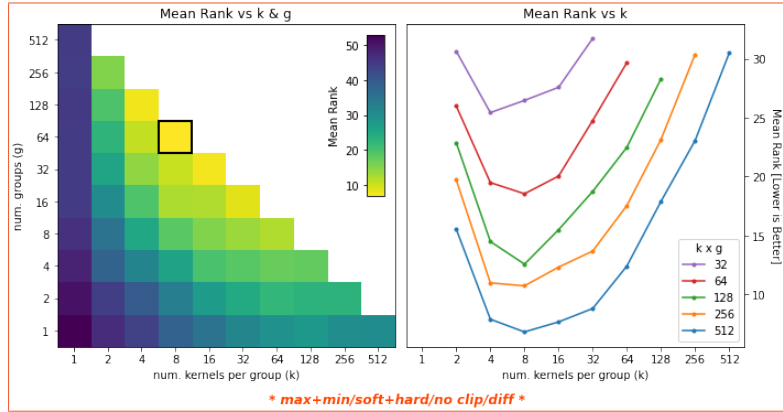 Mean Rank vs k & g
num. groups (g)
512
256
128
64
32
16
8
4
2
1
1 2 4 8 16 32 64 128 256 512
num. kernels per group (k)
Mean Rank
50
40
30
20
10
Mean Rank vs k
30
25
20
15
10
Mean Rank [Lower is Better]
k x g
32
64
128
256
512
1 2 4 8 16 32 64 128 256 512
num. kernels per group (k)
* max+min/soft+hard/no clip/diff *